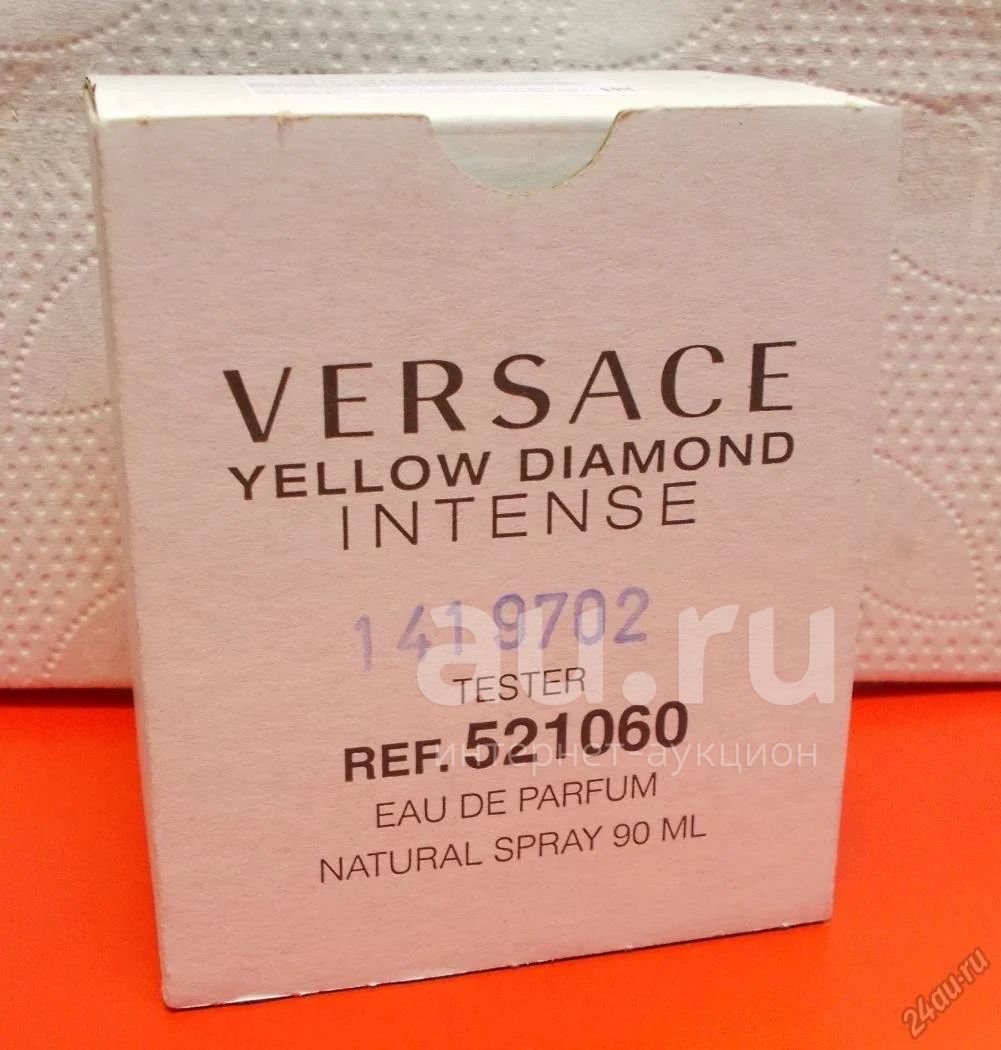 VERSACE
YELLOW DIAMOND
INTENSE
1419702
au.ru
TESTER
REF. 521060
интернет-аукцион
EAU DE PARFUM
NATURAL SPRAY 90 ML
24au.ru